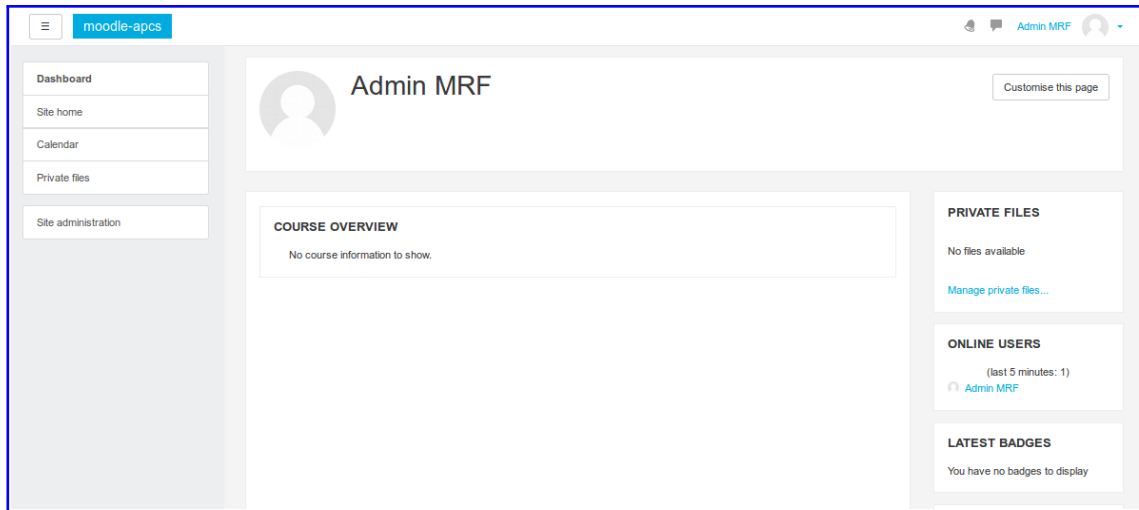 moodle-apcs
Admin MRF
Dashboard
Site home
Calendar
Private files
Site administration
Admin MRF
Customise this page
COURSE OVERVIEW
No course information to show.
PRIVATE FILES
No files available
Manage private files...
ONLINE USERS
(last 5 minutes: 1)
Admin MRF
LATEST BADGES
You have no badges to display